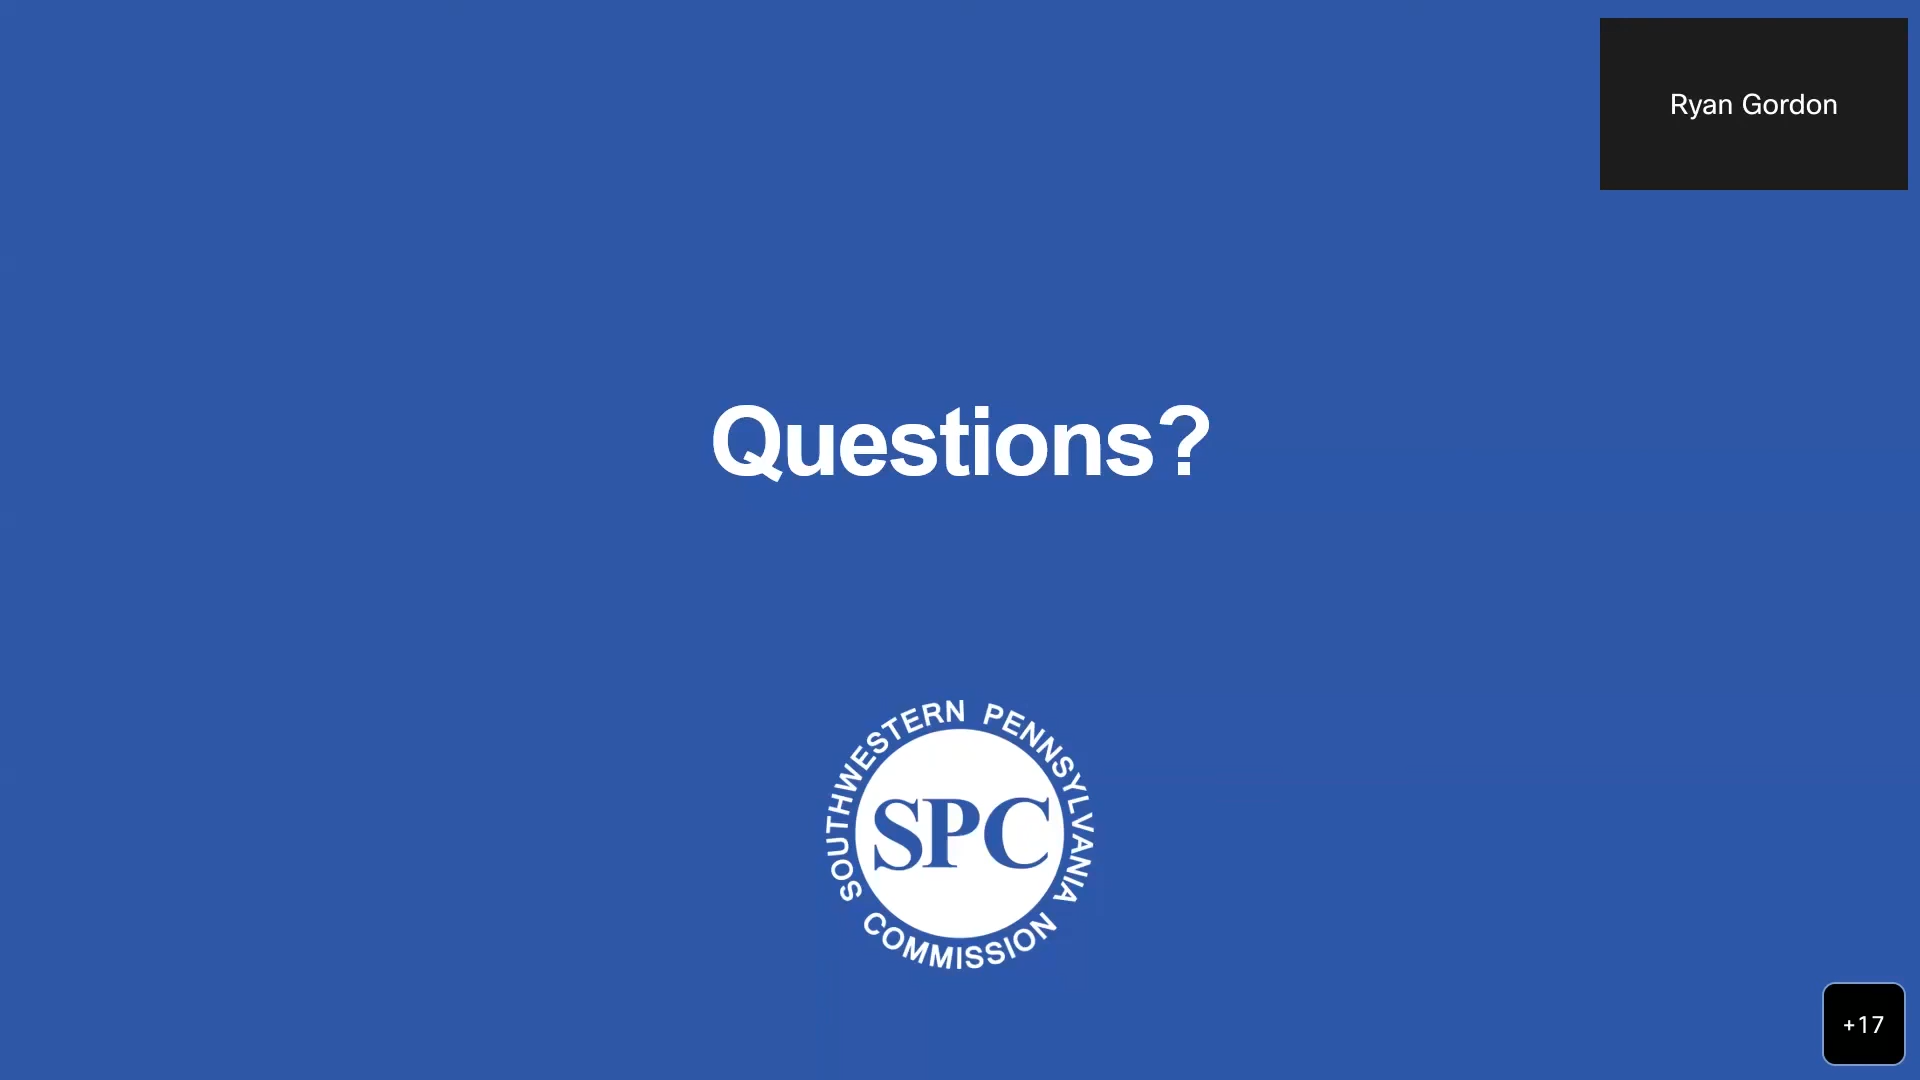 Ryan Gordon
Questions?
SOUTHWESTERN PENNSYLVANIA
SPC
COMMISSION
+17